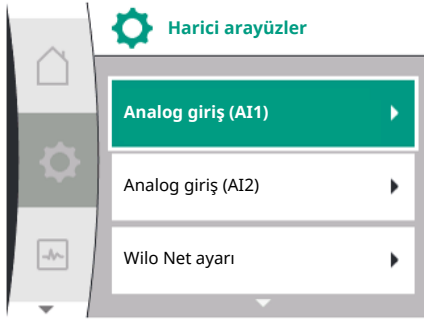 Harici arayüzler
Analog giriş (AI1)
Analog giriş (AI2)
Wilo Net ayarı